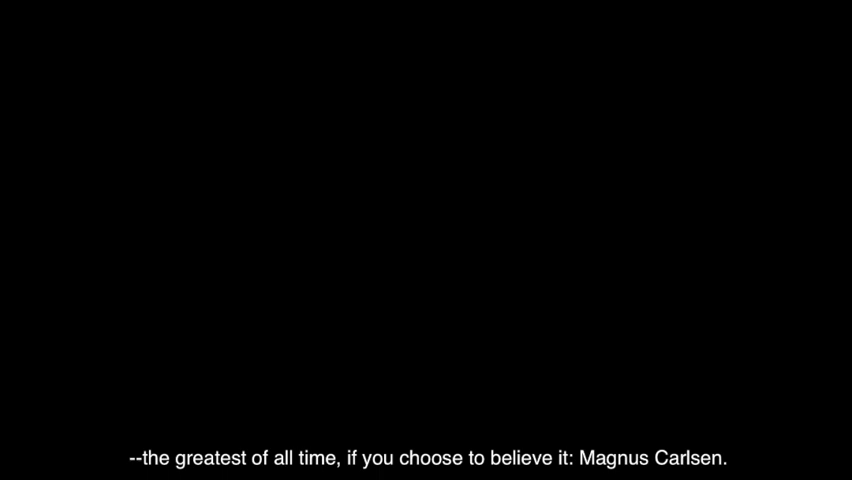 --the greatest of all time, if you choose to believe it: Magnus Carlsen.